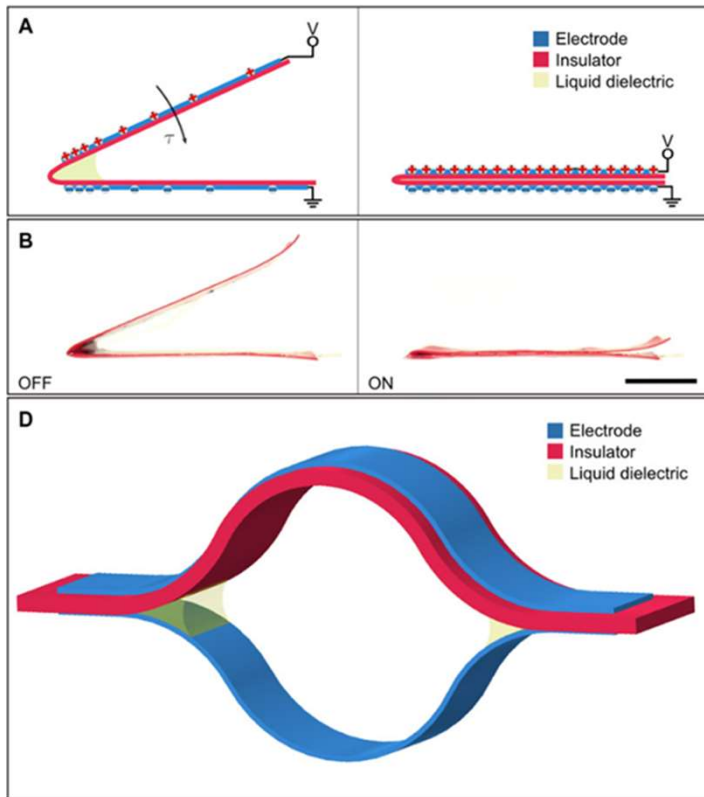 A
V
Electrode
Insulator
Liquid dielectric
τ
V
B
OFF
ON
D
Electrode
Insulator
Liquid dielectric